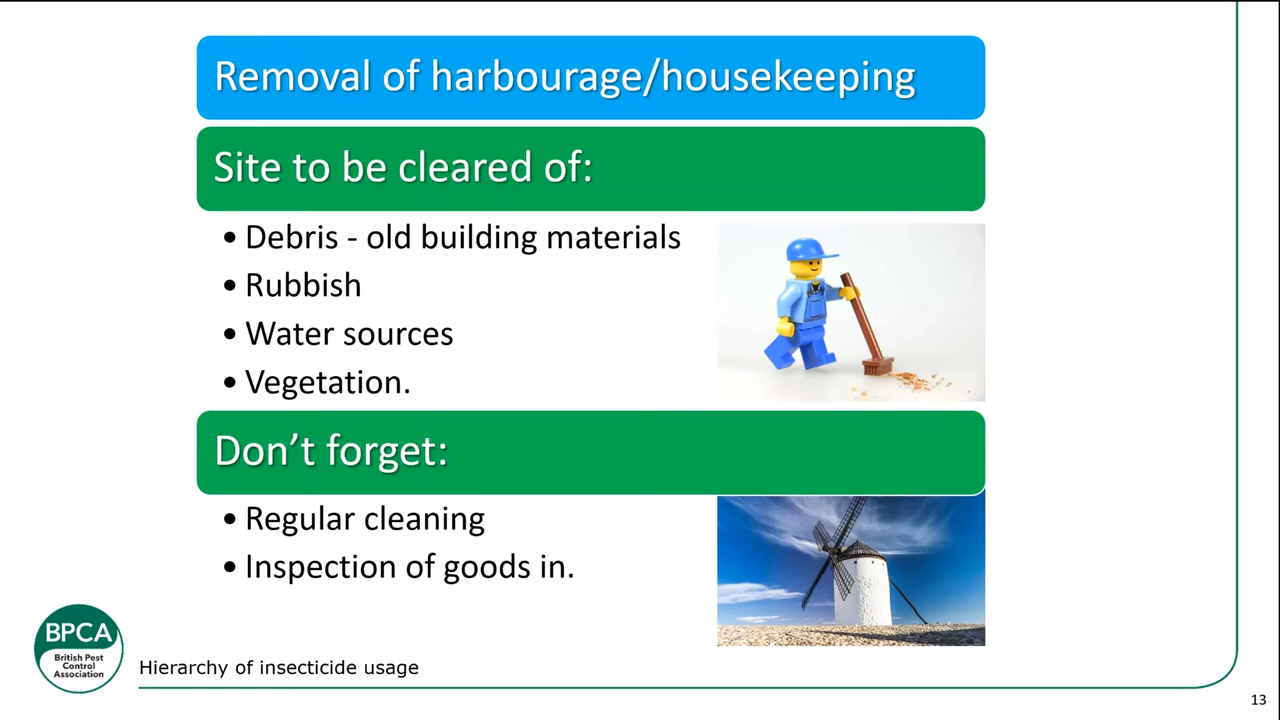 Removal of harbourage/housekeeping
Site to be cleared of:
• Debris - old building materials
• Rubbish
• Water sources
• Vegetation.
Don’t forget:
• Regular cleaning
• Inspection of goods in.
BPCA
British Pest
Control
Association
Hierarchy of insecticide usage
13